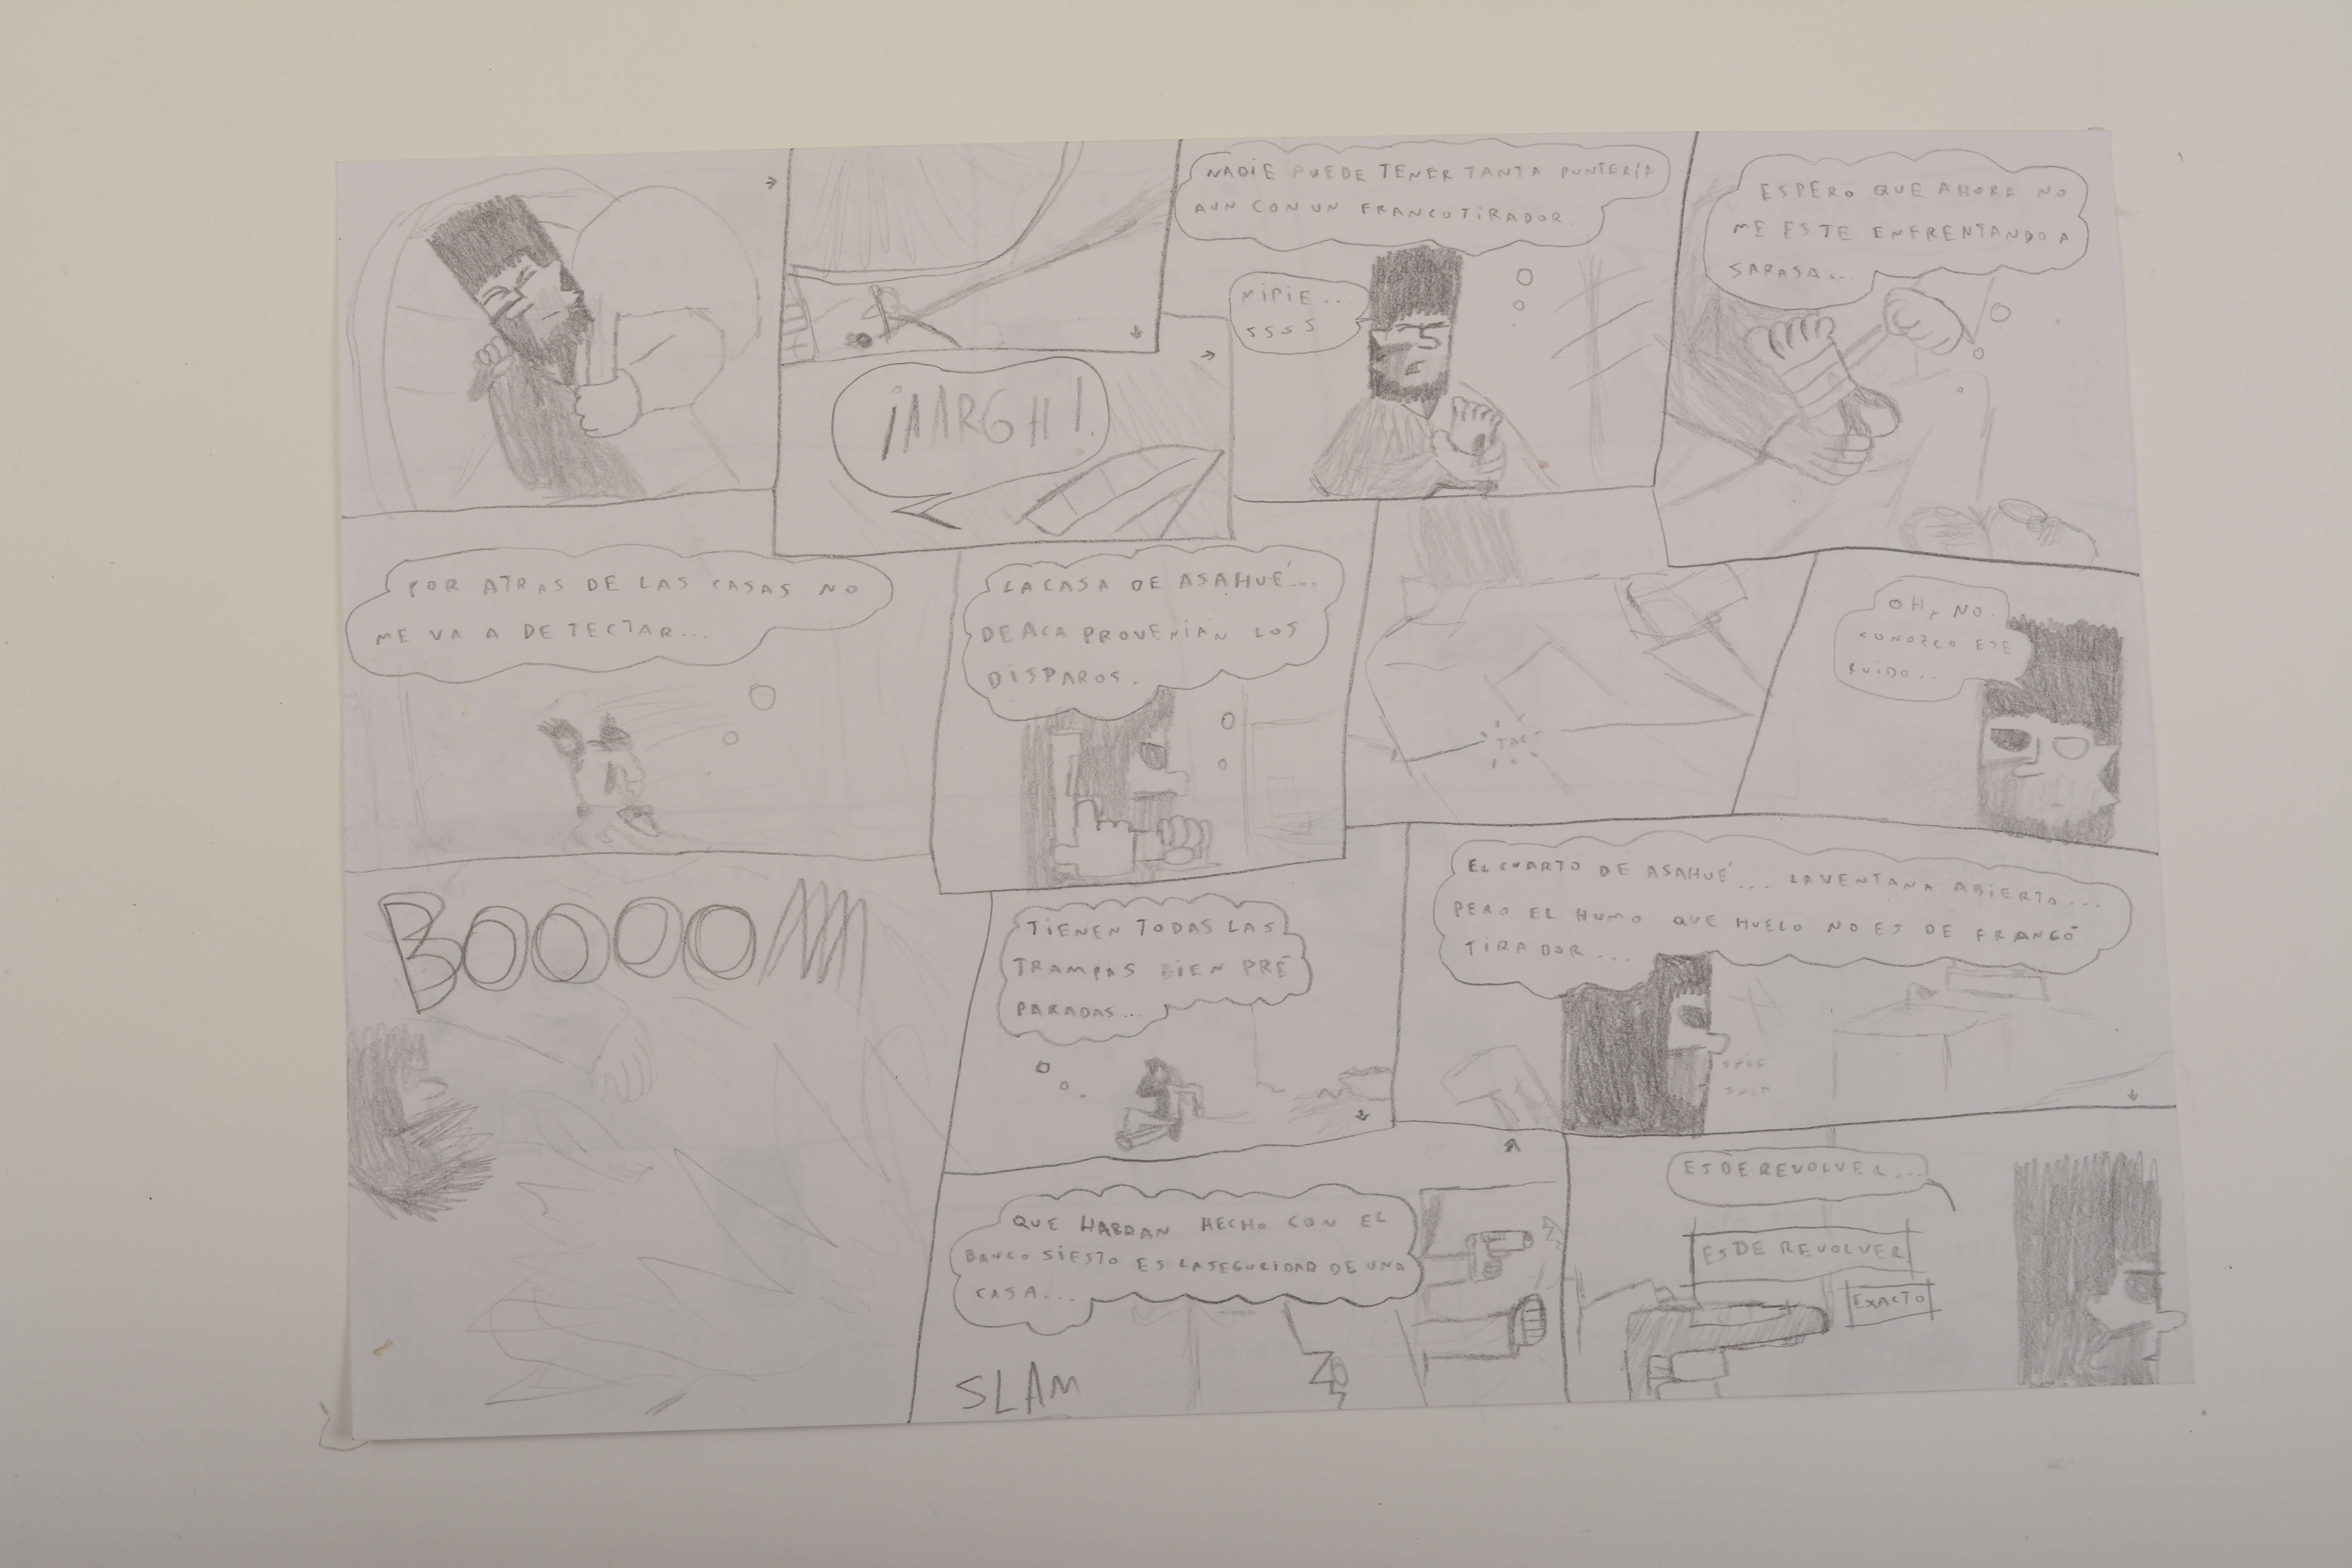 ¡AARGH!
NADIE PUEDE TENER TANTA PUNTERÍA
AUN CON UN FRANCOTIRADOR.
MIPIE..
SSSS
ESPERO QUE AHORA NO
ME ESTE ENFRENTANDO A
SARASA...
POR ATRAS DE LAS CASAS NO
ME VA A DETECTAR...
LA CASA DE ASAHUÉ...
DE ACA PROVENIAN LOS
DISPAROS.
TAC
OH, NO.
CONOZCO ESE
RUIDO...
BOOOOM
TIENEN TODAS LAS
TRAMPAS BIEN PRE
PARADAS...
QUE HABRAN HECHO CON EL
BANCO SI ESTO ES LA SEGURIDAD DE UNA
CASA...
SLAM
EL CUARTO DE ASAHUÉ... LA VENTANA ABIERTA...
PERO EL HUMO QUE HUELO NO ES DE FRANCO
TIRADOR...
SNIF
ES DE REVOLVER...
ES DE REVOLVER
EXACTO